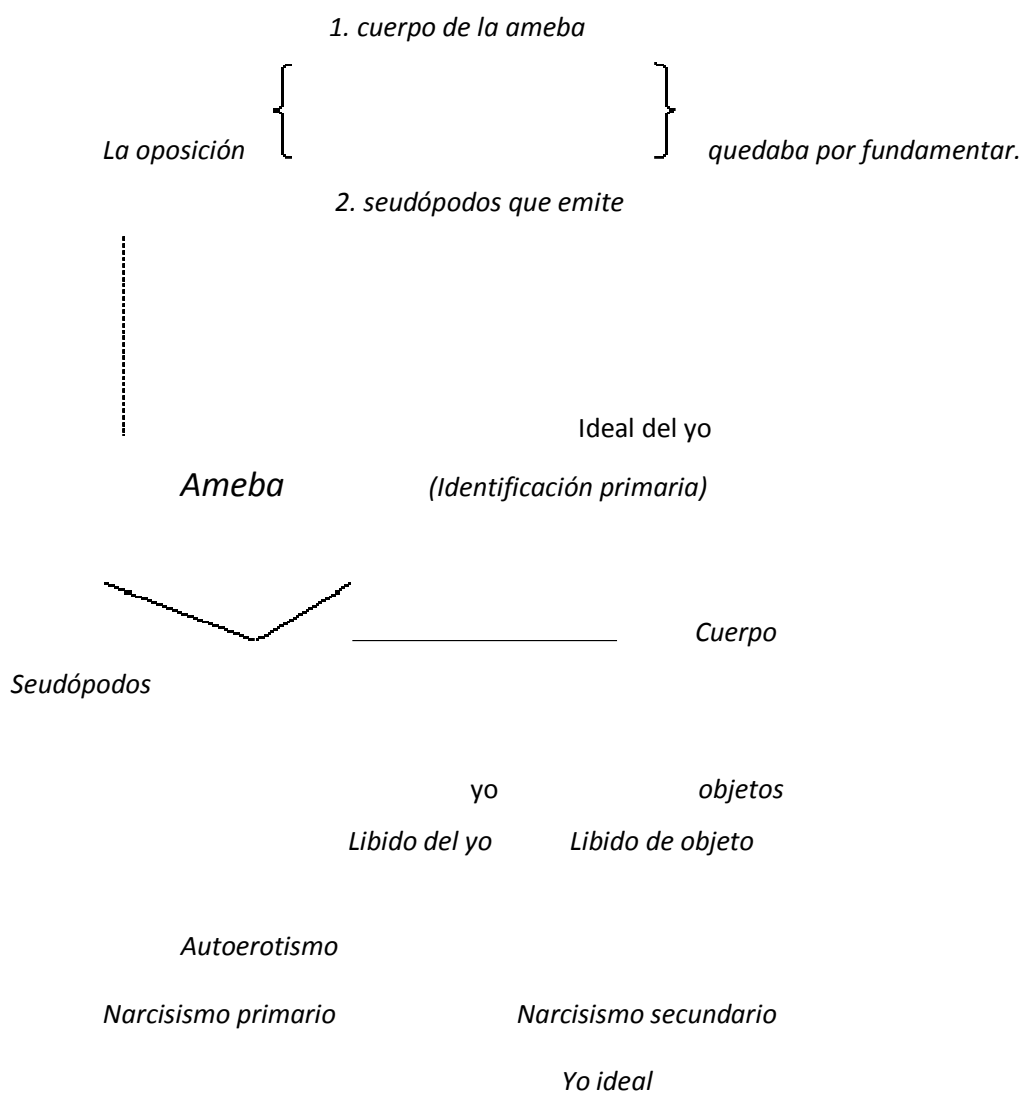 1. cuerpo de la ameba
La oposición quedaba por fundamentar.
2. seudópodos que emite
Ideal del yo
Ameba (Identificación primaria)
Cuerpo
Seudópodos
yo objetos
Libido del yo Libido de objeto
Autoerotismo
Narcisismo primario Narcisismo secundario
Yo ideal